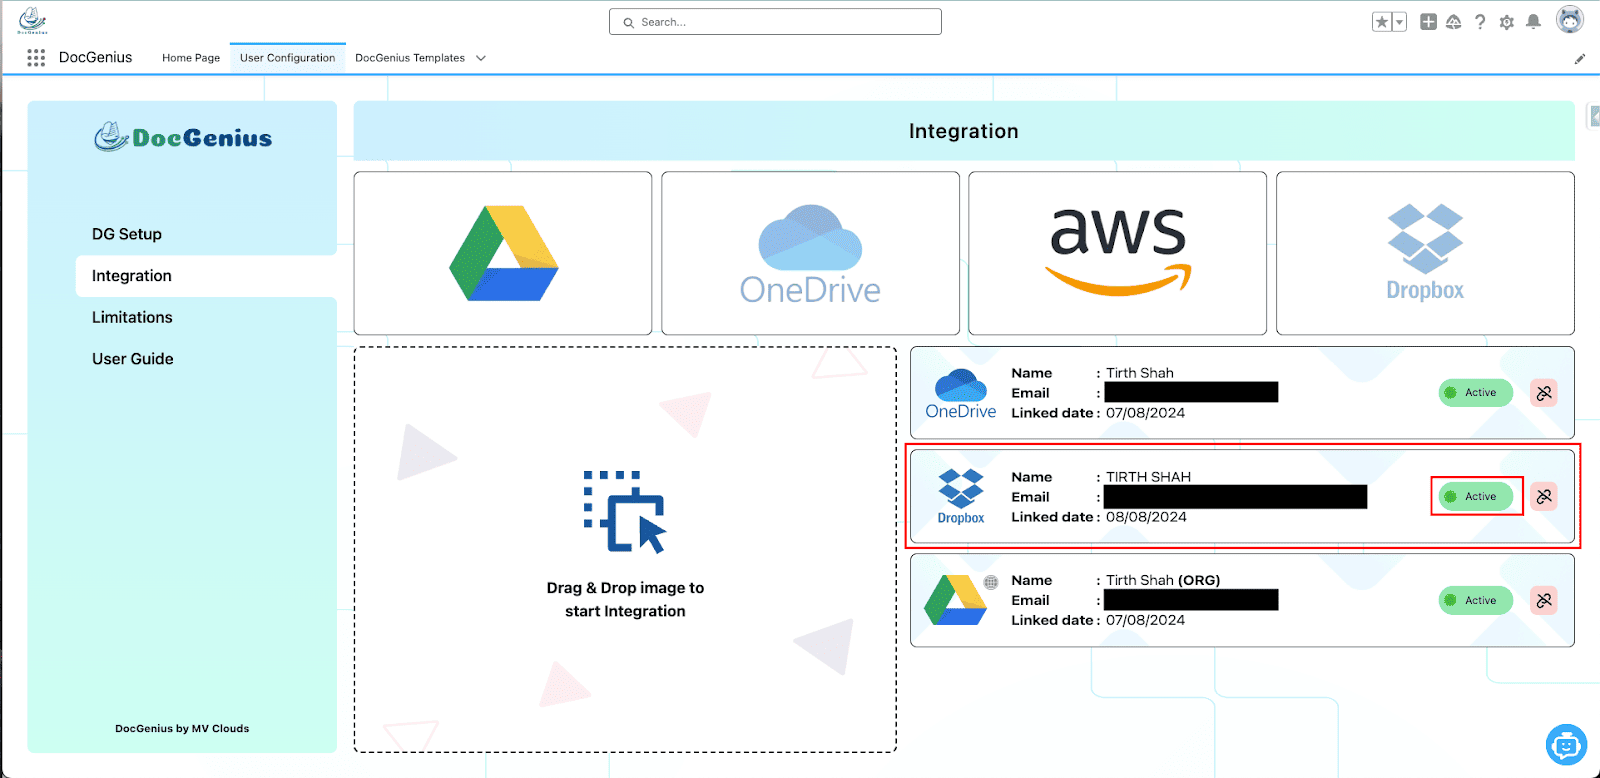 DocGenius
Search...
DocGenius Home Page User Configuration DocGenius Templates
DocGenius
DG Setup
Integration
Limitations
User Guide
DocGenius by MV Clouds
Integration
OneDrive
aws
Dropbox
Drag & Drop image to
start Integration
OneDrive
Name : Tirth Shah
Email :
Linked date : 07/08/2024
Active
Dropbox
Name : TIRTH SHAH
Email :
Linked date : 08/08/2024
Active
Name : Tirth Shah (ORG)
Email :
Linked date : 07/08/2024
Active